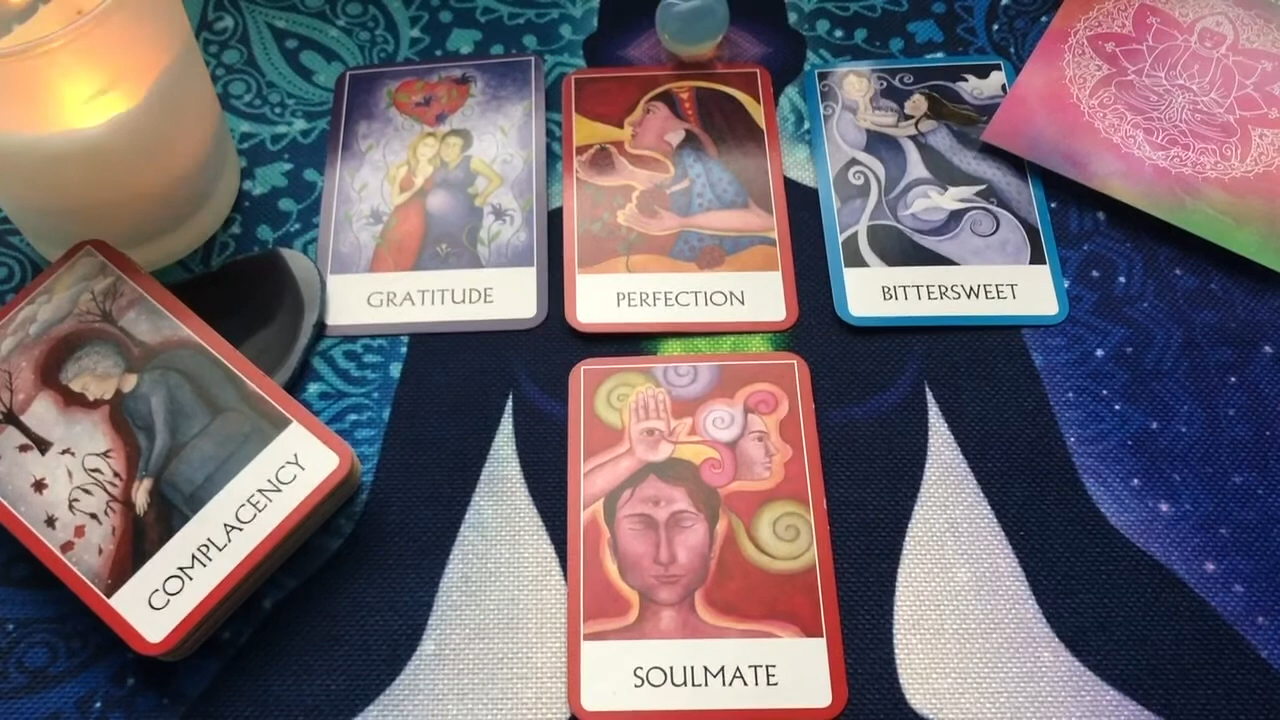 GRATITUDE
PERFECTION
BITTERSWEET
COMPLACENCY
SOULMATE